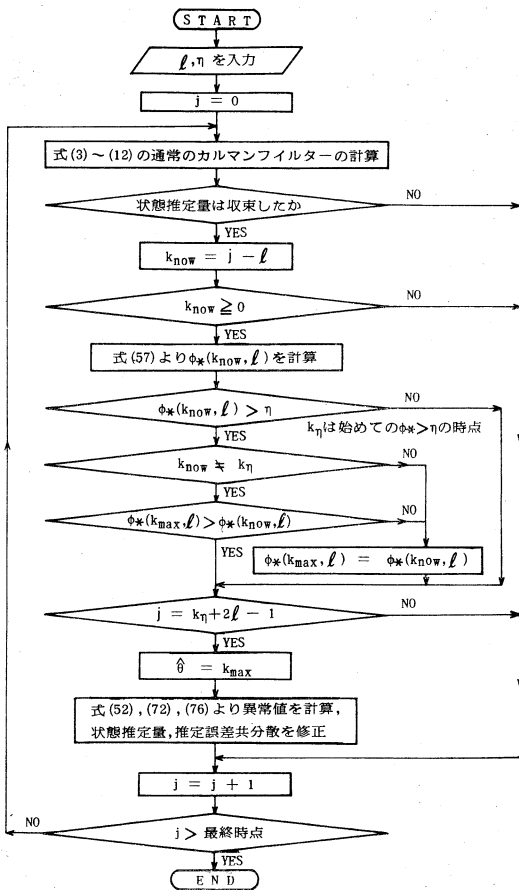 START
ℓ,η を入力
j = 0
式(3)～(12)の通常のカルマンフイルターの計算
状態推定量は収束したか
NO
YES
k_now = j − ℓ
k_now ≧ 0
NO
YES
式(57)よりφ*(k_now,ℓ)を計算
φ*(k_now,ℓ) > η
NO
k_ηは始めてのφ*>ηの時点
YES
k_now ≒ k_η
NO
YES
φ*(k_max,ℓ)>φ*(k_now,ℓ)
NO
YES
φ*(k_max,ℓ) = φ*(k_now,ℓ)
j = k_η+2ℓ − 1
NO
YES
θ̂ = k_max
式(52),(72),(76)より異常値を計算,
状態推定量,推定誤差共分散を修正
j = j + 1
NO
j > 最終時点
YES
END